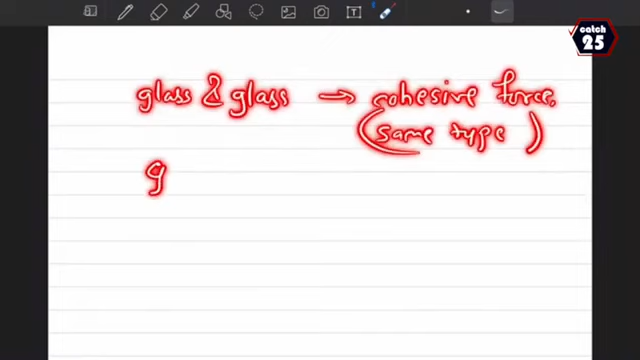 catch
25
glass & glass → cohesive force.
(same type)
g